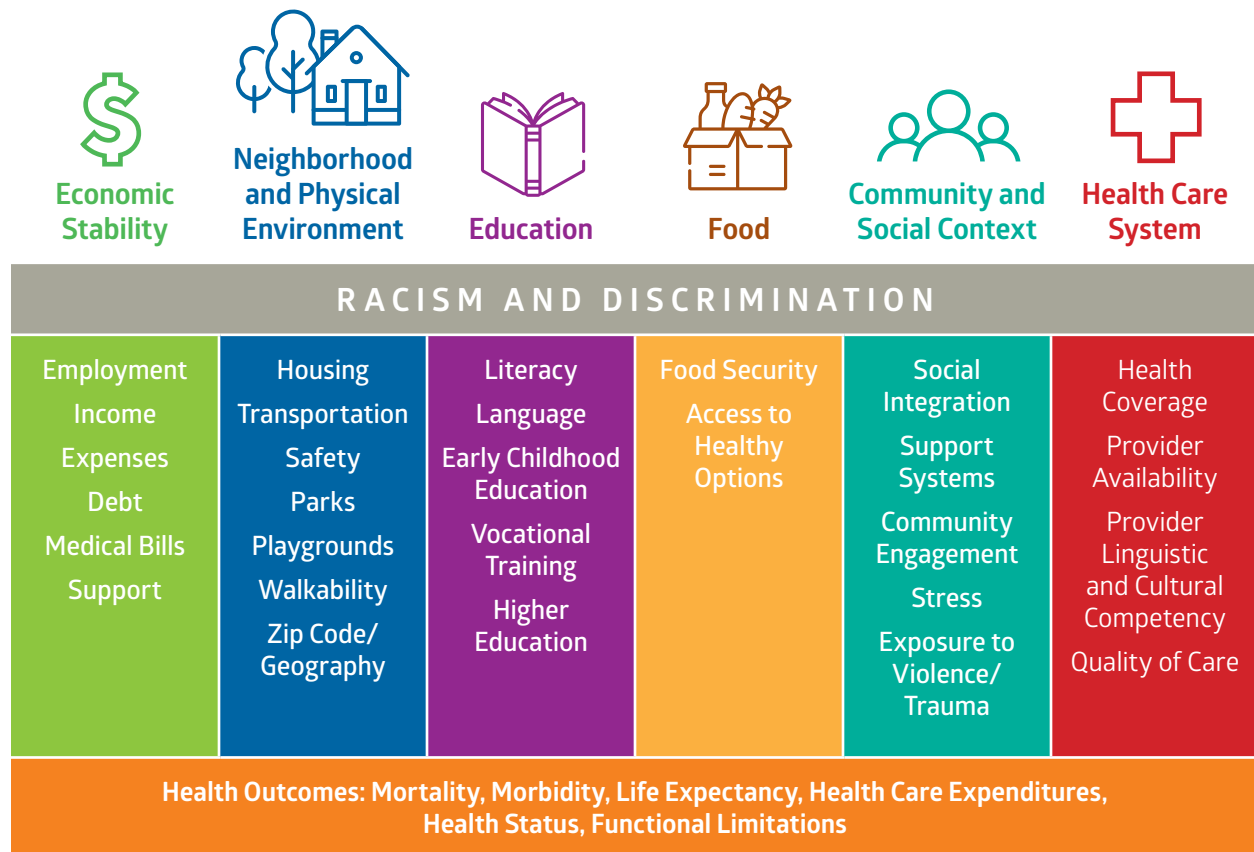 Economic
Stability
Neighborhood
and Physical
Environment
Education
Food
Community and
Social Context
Health Care
System
RACISM AND DISCRIMINATION
Employment
Income
Expenses
Debt
Medical Bills
Support
Housing
Transportation
Safety
Parks
Playgrounds
Walkability
Zip Code/
Geography
Literacy
Language
Early Childhood
Education
Vocational
Training
Higher
Education
Food Security
Access to
Healthy
Options
Social
Integration
Support
Systems
Community
Engagement
Stress
Exposure to
Violence/
Trauma
Health
Coverage
Provider
Availability
Provider
Linguistic
and Cultural
Competency
Quality of Care
Health Outcomes: Mortality, Morbidity, Life Expectancy, Health Care Expenditures,
Health Status, Functional Limitations